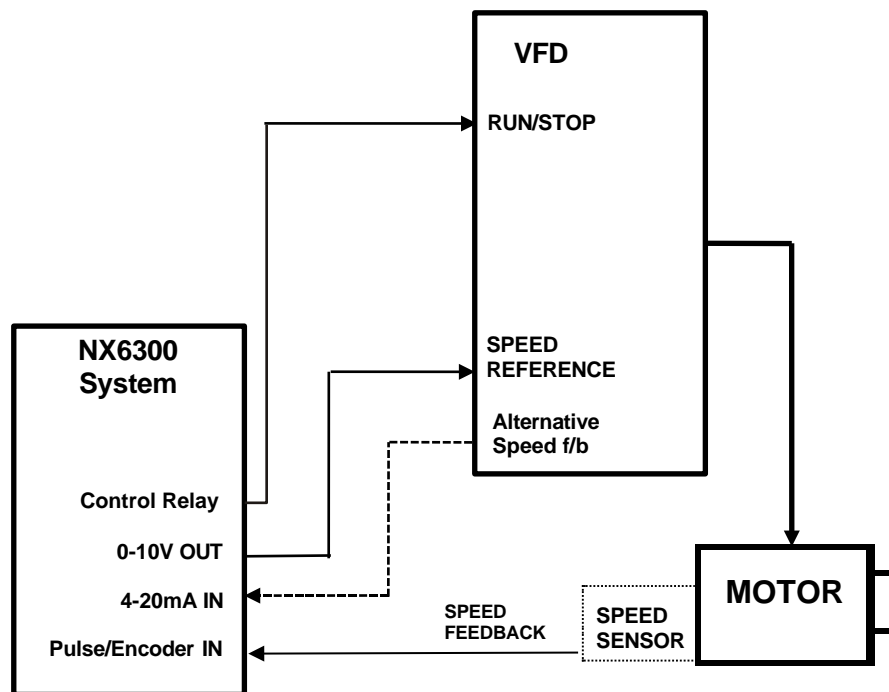 VFD
RUN/STOP
SPEED
REFERENCE
Alternative
Speed f/b
NX6300
System
Control Relay
0-10V OUT
4-20mA IN
Pulse/Encoder IN
SPEED
FEEDBACK
SPEED
SENSOR
MOTOR